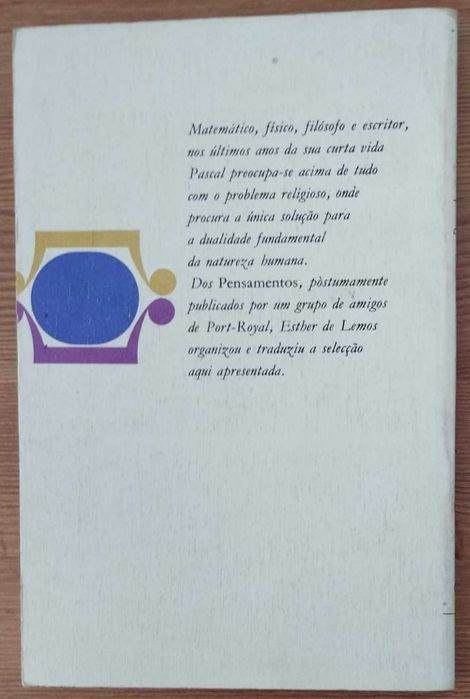 Matemático, físico, filósofo e escritor,
nos últimos anos da sua curta vida
Pascal preocupa-se acima de tudo
com o problema religioso, onde
procura a única solução para
a dualidade fundamental
da natureza humana.
Dos Pensamentos, pòstumamente
publicados por um grupo de amigos
de Port-Royal, Esther de Lemos
organizou e traduziu a selecção
aqui apresentada.